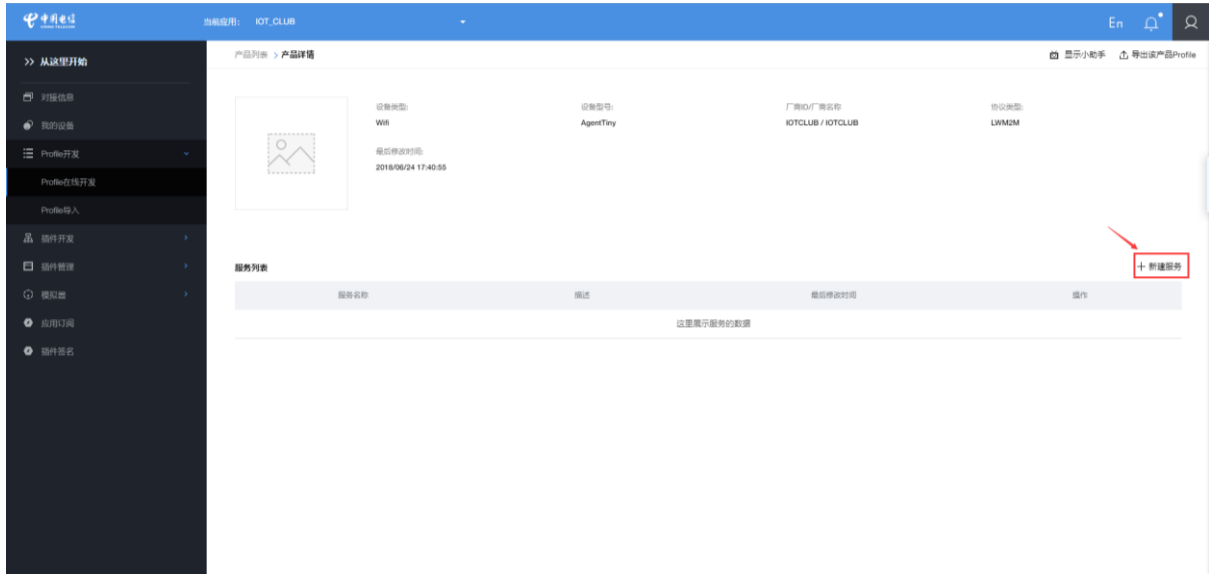 中国电信
CHINA TELECOM
当前应用: IOT_CLUB
En
>> 从这里开始
对接信息
我的设备
Profile开发
Profile在线开发
Profile导入
插件开发
插件管理
模拟器
应用订阅
插件签名
产品列表 > 产品详情
显示小助手 导出该产品Profile
设备类型: 设备型号: 厂商ID/厂商名称 协议类型:
Wifi AgentTiny IOTCLUB / IOTCLUB LWM2M
最后修改时间:
2018/06/24 17:40:55
服务列表 + 新建服务
服务名称 描述 最后修改时间 操作
这里展示服务的数据